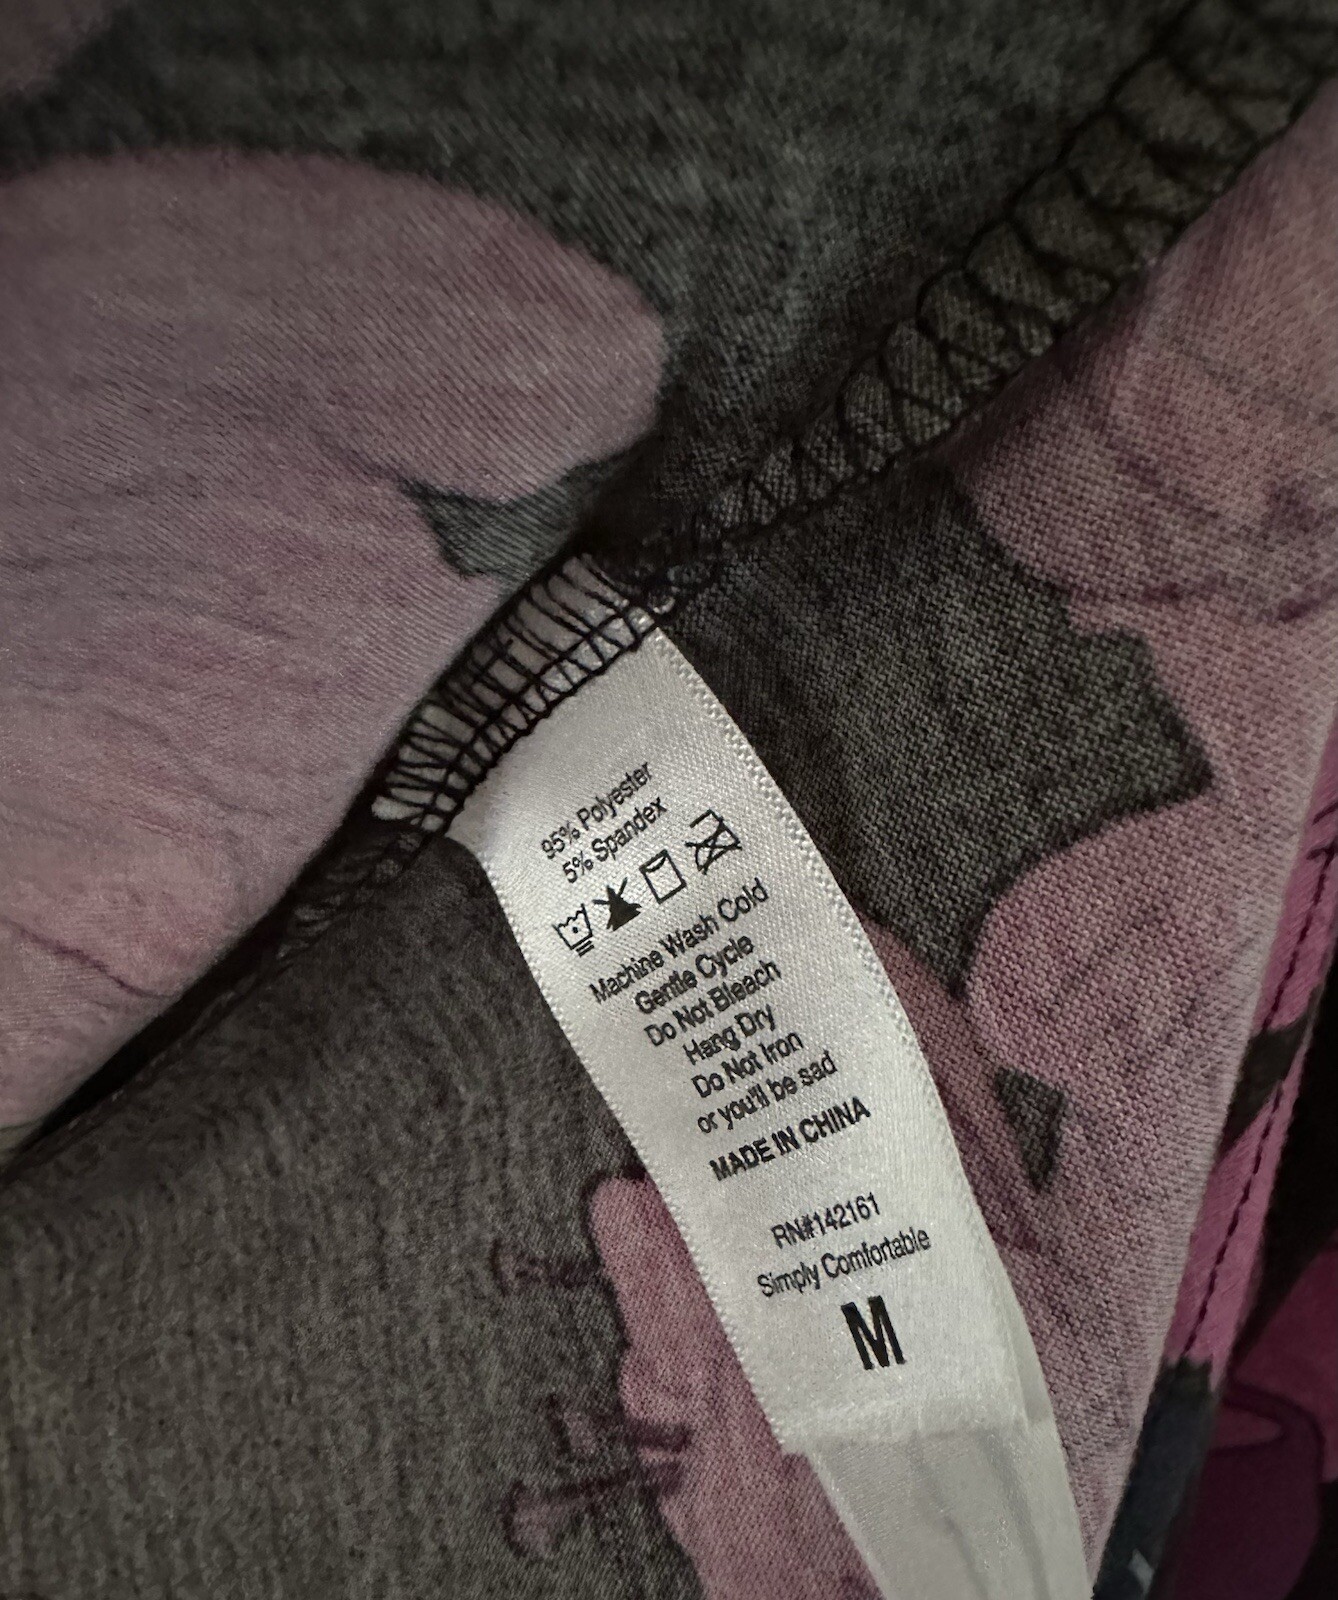 95% Polyester
5% Spandex
Machine Wash Cold
Gentle Cycle
Do Not Bleach
Hang Dry
Do Not Iron
or you'll be sad
MADE IN CHINA
RN#142161
Simply Comfortable
M